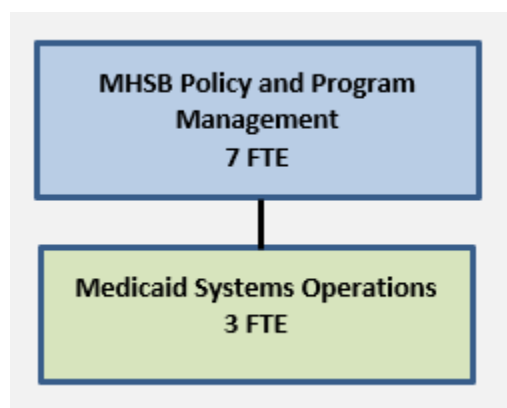 MHSB Policy and Program
Management
7 FTE
Medicaid Systems Operations
3 FTE